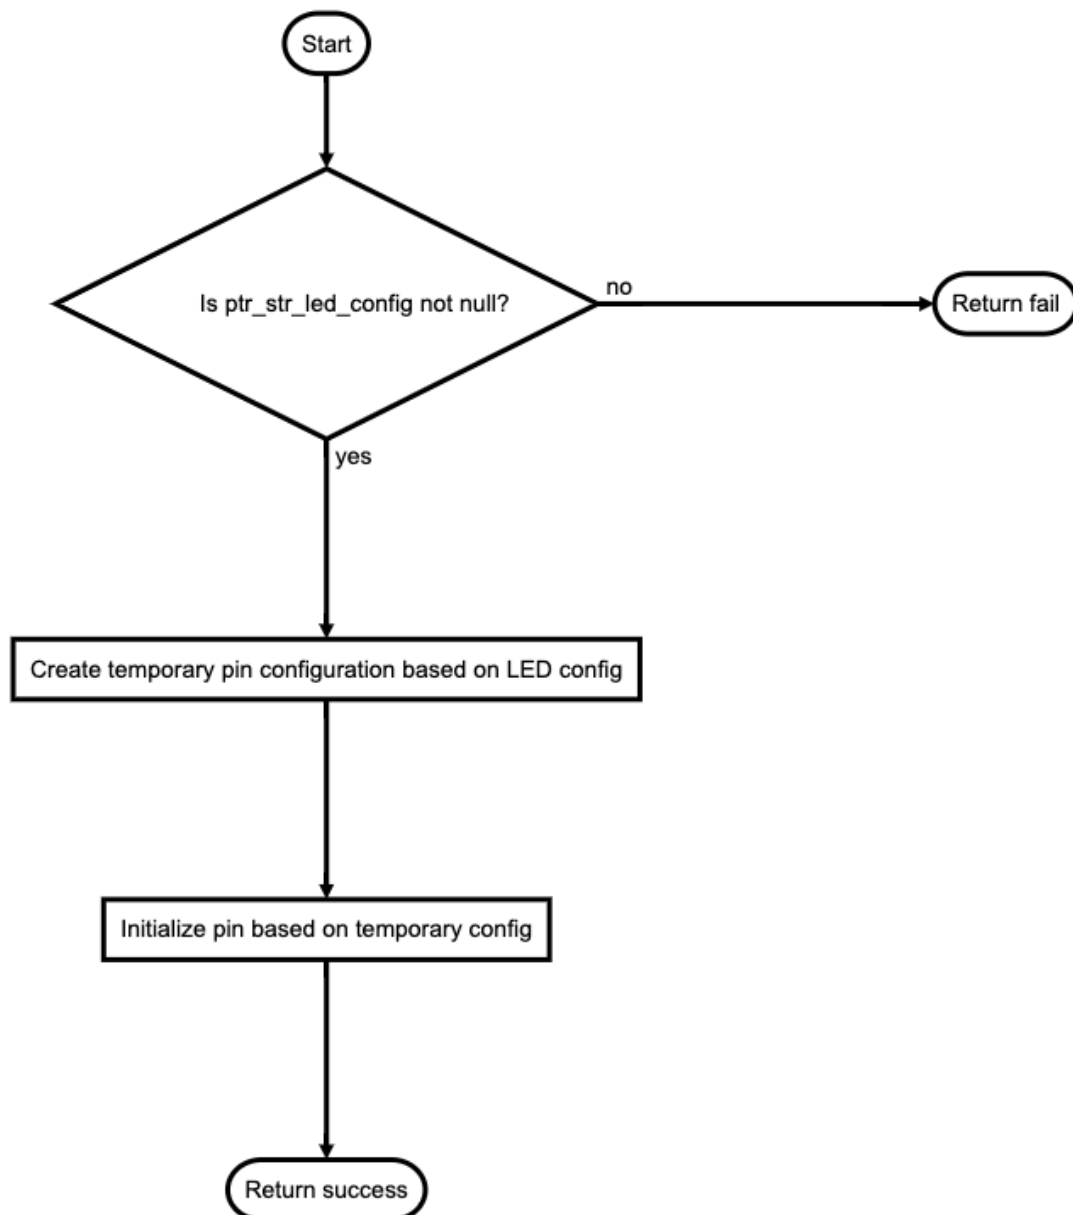 Start
Is ptr_str_led_config not null?
no
Return fail
yes
Create temporary pin configuration based on LED config
Initialize pin based on temporary config
Return success